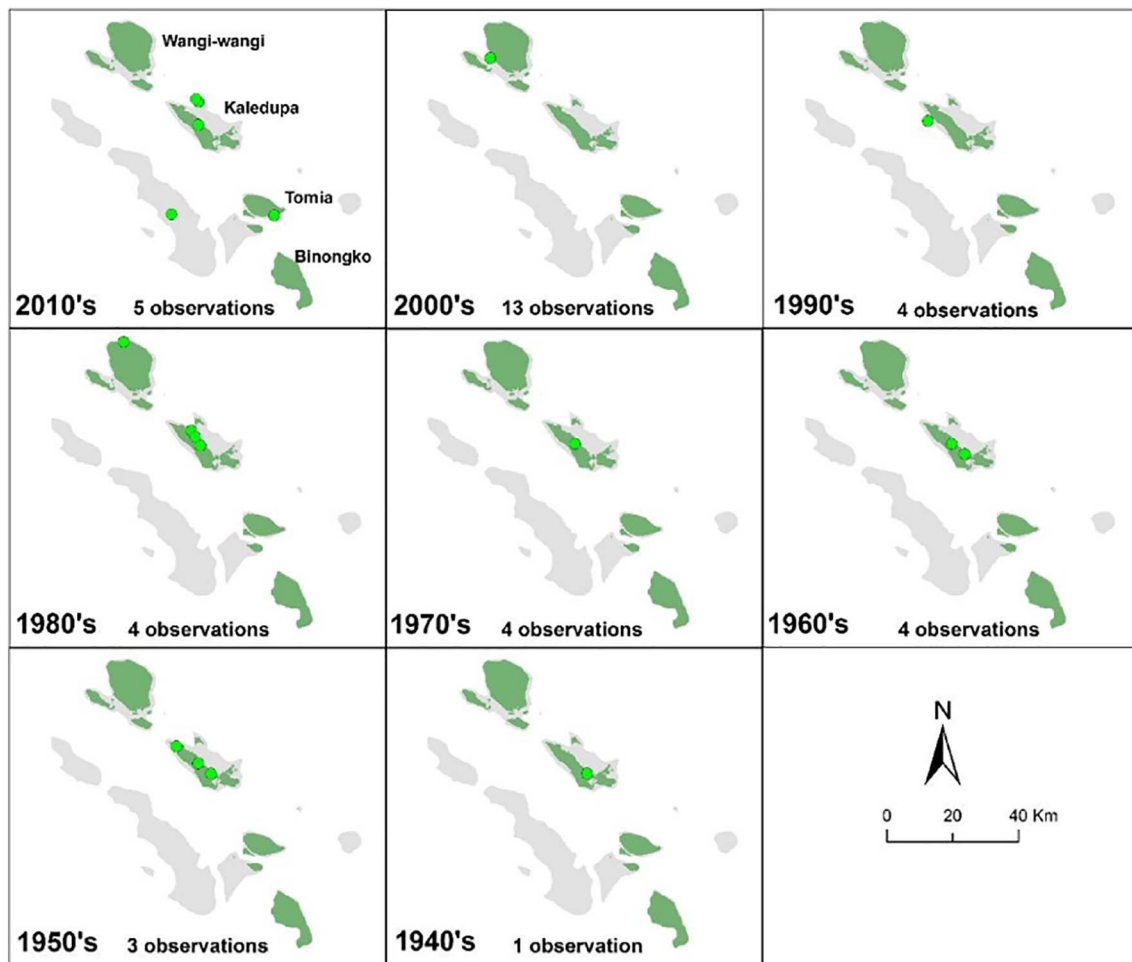 Wangi-wangi
Kaledupa
Tomia
Binongko
2010's 5 observations
2000's 13 observations
1990's 4 observations
1980's 4 observations
1970's 4 observations
1960's 4 observations
1950's 3 observations
1940's 1 observation
N
0 20 40 Km